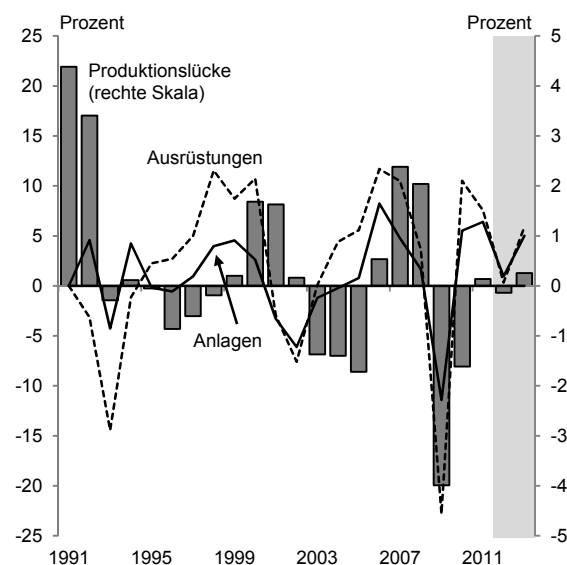 Prozent Prozent
25 5
20 4
Produktionslücke
(rechte Skala)
15 3
Ausrüstungen
10 2
5 1
0 0
Anlagen
-5 -1
-10 -2
-15 -3
-20 -4
-25 -5
1991 1995 1999 2003 2007 2011